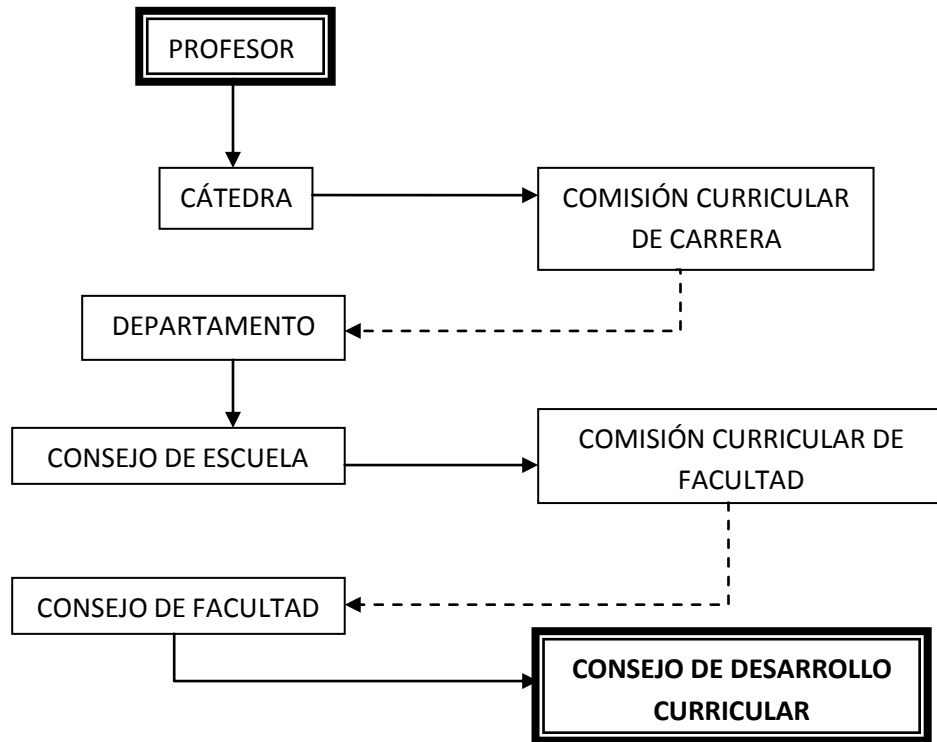 PROFESOR
CÁTEDRA
COMISIÓN CURRICULAR
DE CARRERA
DEPARTAMENTO
CONSEJO DE ESCUELA
COMISIÓN CURRICULAR DE
FACULTAD
CONSEJO DE FACULTAD
CONSEJO DE DESARROLLO
CURRICULAR